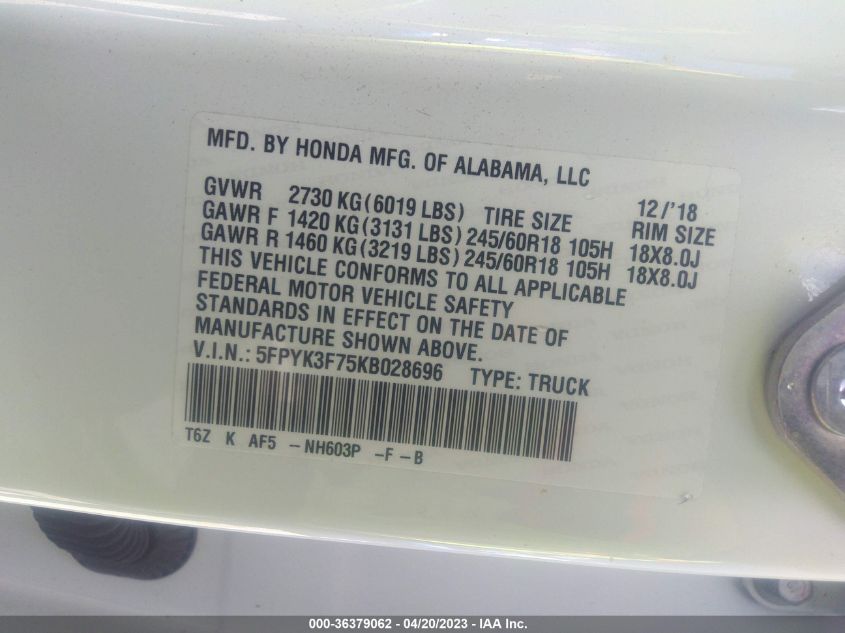 MFD. BY HONDA MFG. OF ALABAMA, LLC
12/'18
GVWR 2730 KG(6019 LBS) TIRE SIZE RIM SIZE
GAWR F 1420 KG(3131 LBS) 245/60R18 105H 18X8.0J
GAWR R 1460 KG(3219 LBS) 245/60R18 105H 18X8.0J
THIS VEHICLE CONFORMS TO ALL APPLICABLE
FEDERAL MOTOR VEHICLE SAFETY
STANDARDS IN EFFECT ON THE DATE OF
MANUFACTURE SHOWN ABOVE.
V.I.N.: 5FPYK3F75KB028696 TYPE: TRUCK
T6Z K AF5 -NH603P -F-B
000-36379062 - 04/20/2023 - IAA Inc.